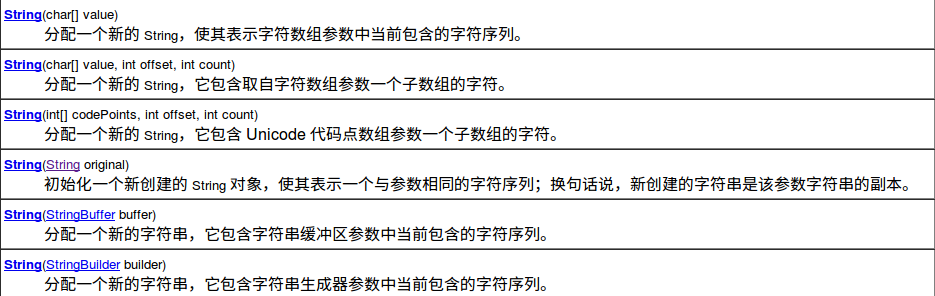 String(char[] value)
分配一个新的 String，使其表示字符数组参数中当前包含的字符序列。
String(char[] value, int offset, int count)
分配一个新的 String，它包含取自字符数组参数一个子数组的字符。
String(int[] codePoints, int offset, int count)
分配一个新的 String，它包含 Unicode 代码点数组参数一个子数组的字符。
String(String original)
初始化一个新创建的 String 对象，使其表示一个与参数相同的字符序列；换句话说，新创建的字符串是该参数字符串的副本。
String(StringBuffer buffer)
分配一个新的字符串，它包含字符串缓冲区参数中当前包含的字符序列。
String(StringBuilder builder)
分配一个新的字符串，它包含字符串生成器参数中当前包含的字符序列。